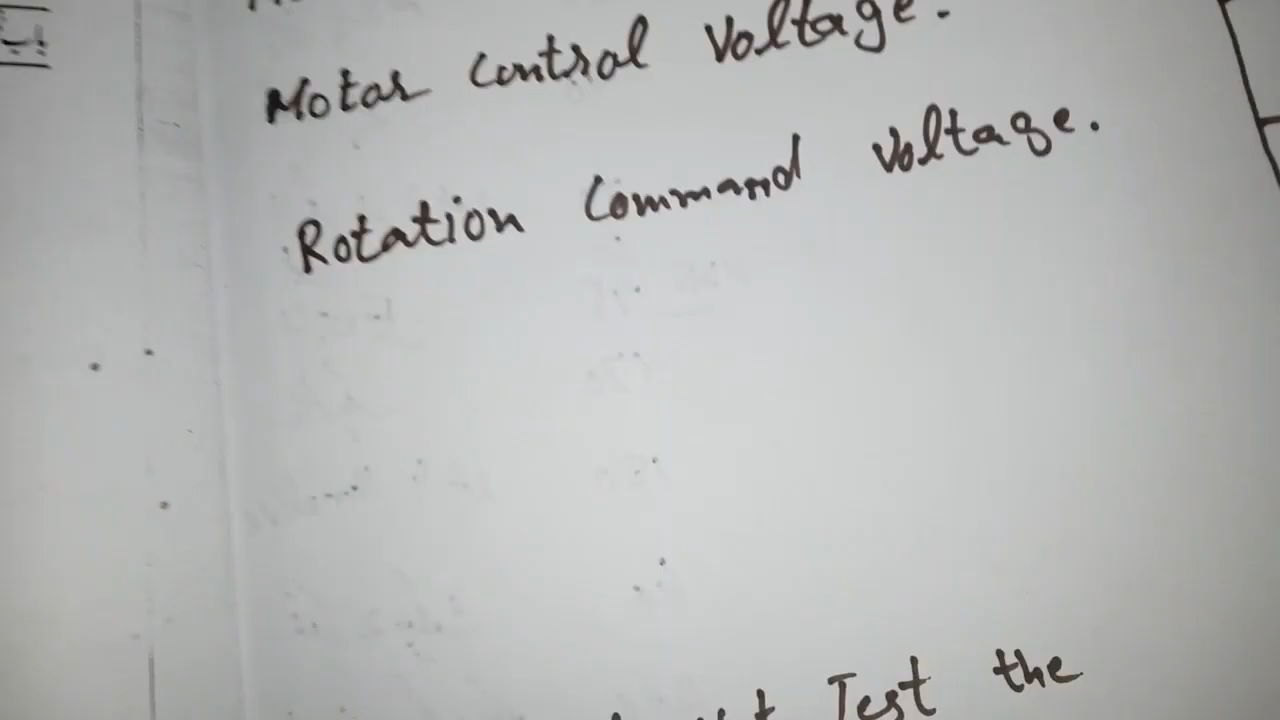 Motor Control Voltage.
Rotation Command Voltage.
Test the